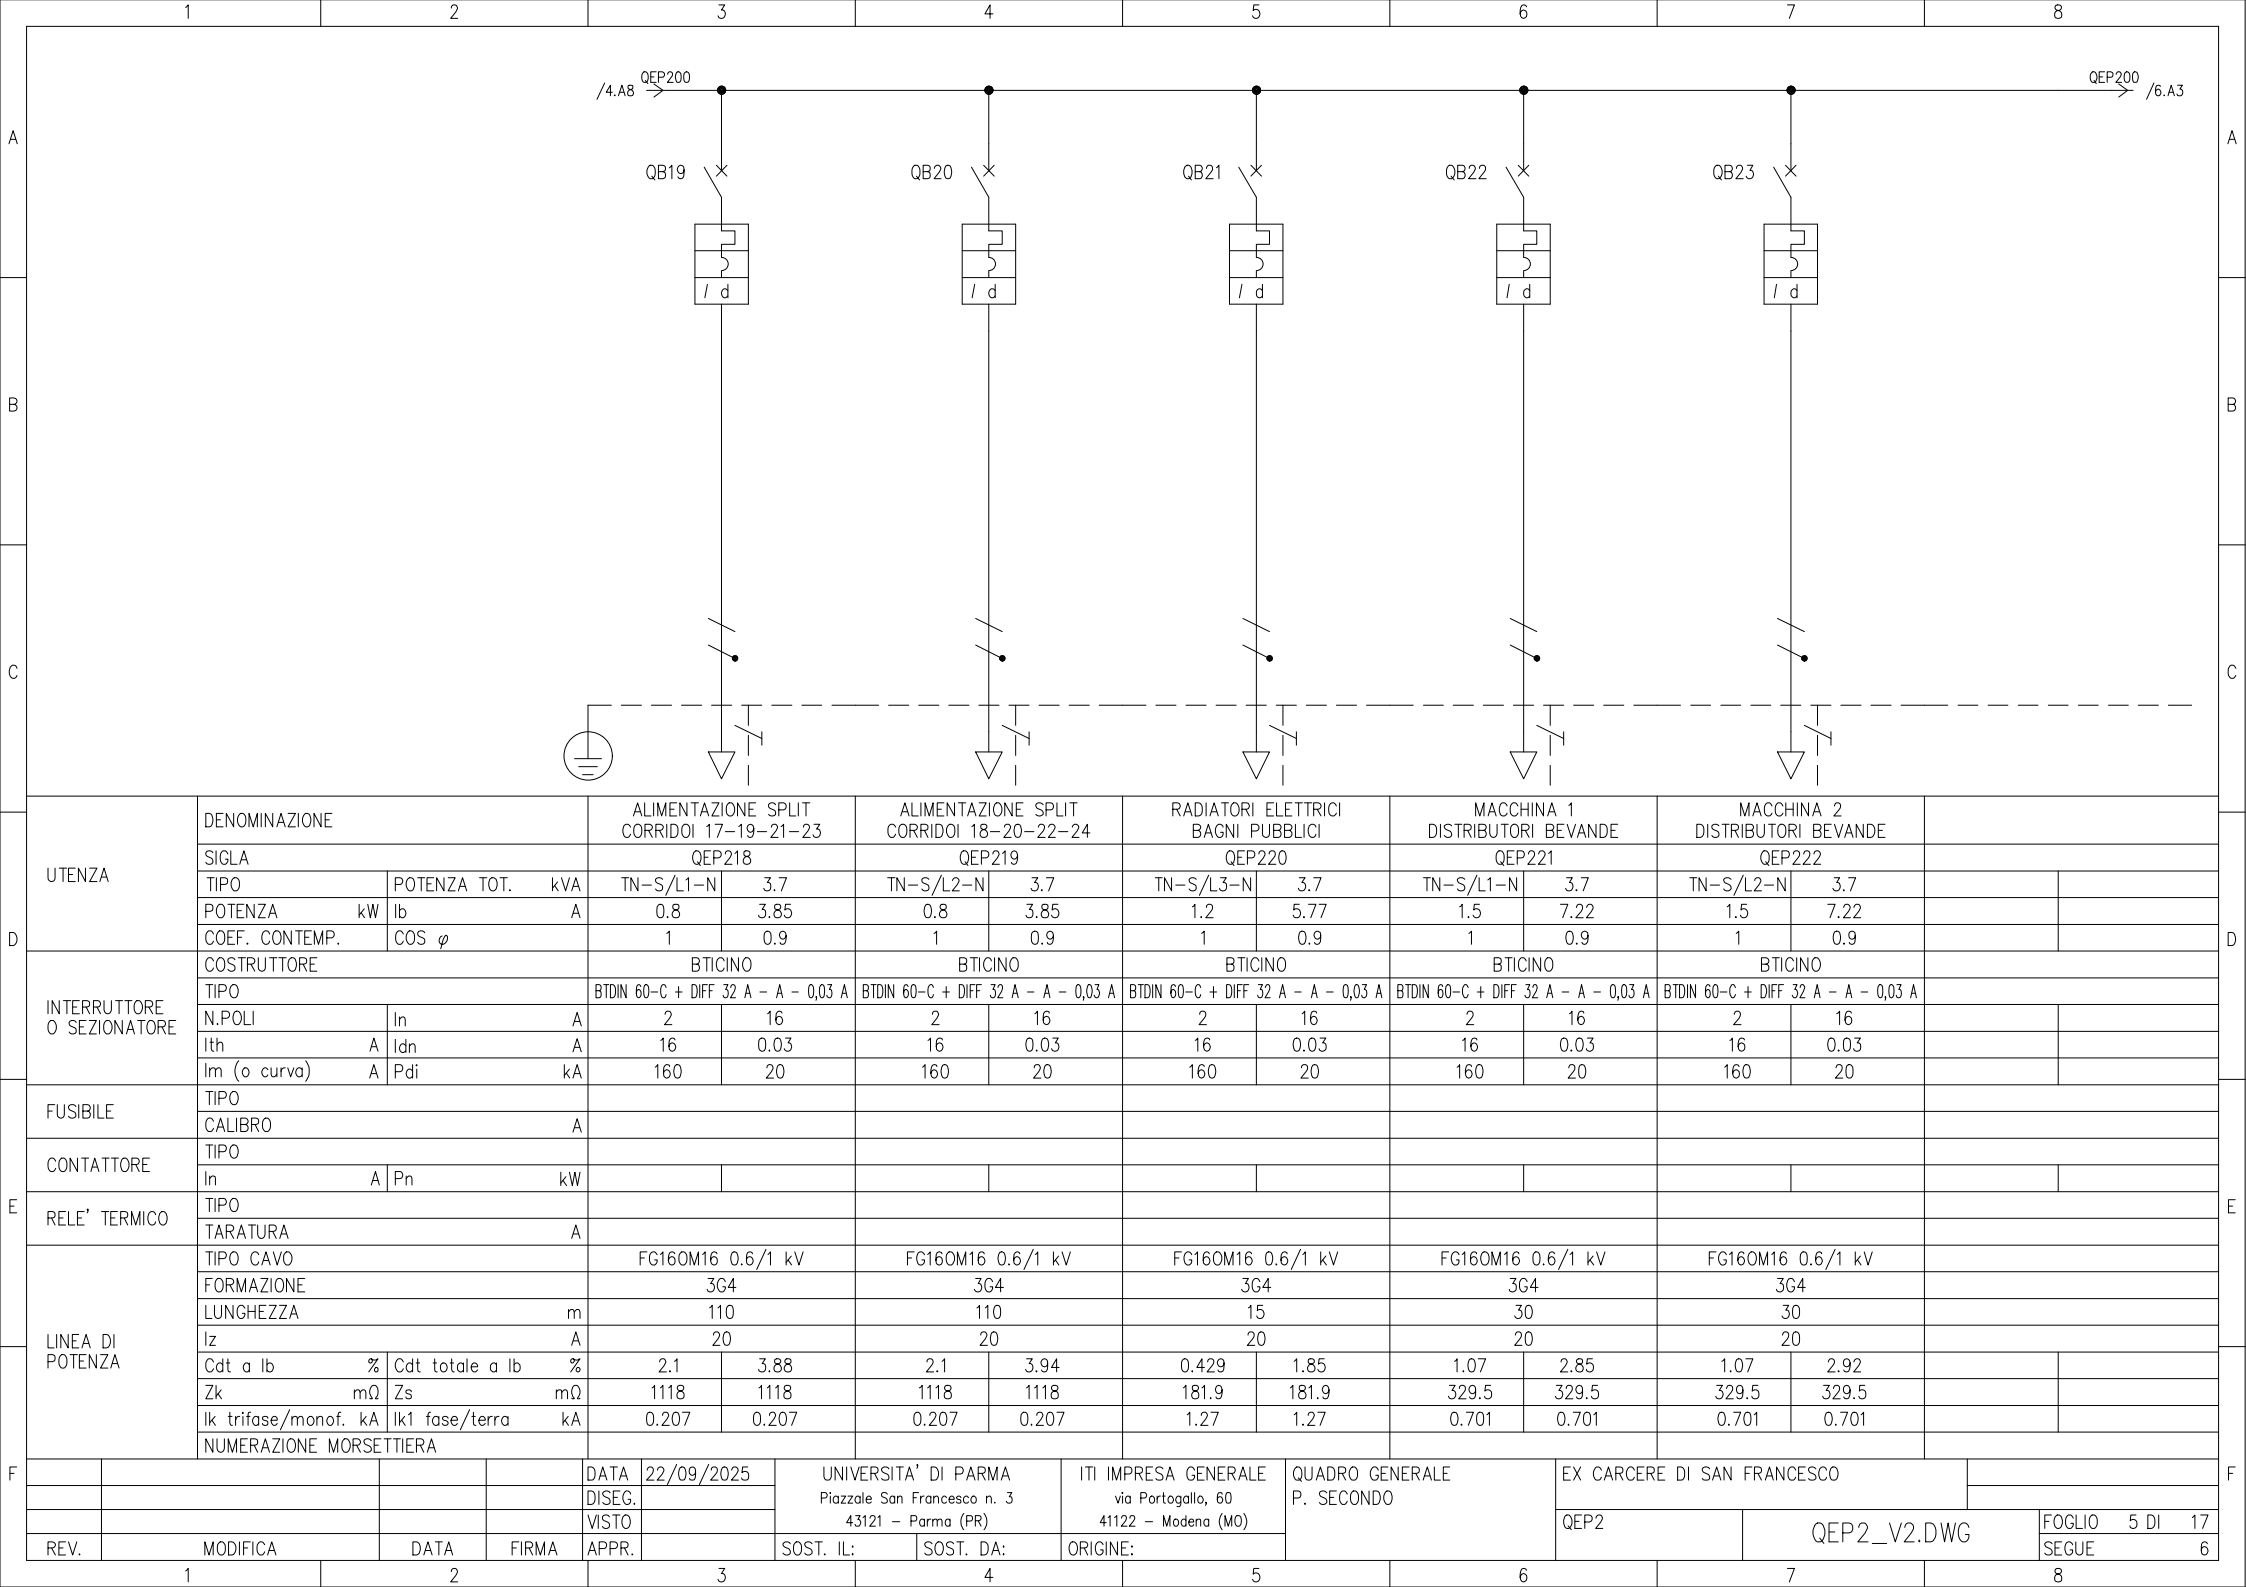 1 2 3 4 5 6 7 8
/4.A8 QEP200 QEP200 /6.A3
A A
QB19 QB20 QB21 QB22 QB23
I d I d I d I d I d
B B
C C
DENOMINAZIONE ALIMENTAZIONE SPLIT ALIMENTAZIONE SPLIT RADIATORI ELETTRICI MACCHINA 1 MACCHINA 2
CORRIDOI 17-19-21-23 CORRIDOI 18-20-22-24 BAGNI PUBBLICI DISTRIBUTORI BEVANDE DISTRIBUTORI BEVANDE
UTENZA
SIGLA QEP218 QEP219 QEP220 QEP221 QEP222
TIPO POTENZA TOT. kVA TN-S/L1-N 3.7 TN-S/L2-N 3.7 TN-S/L3-N 3.7 TN-S/L1-N 3.7 TN-S/L2-N 3.7
POTENZA kW Ib A 0.8 3.85 0.8 3.85 1.2 5.77 1.5 7.22 1.5 7.22
D COEF. CONTEMP. COS φ 1 0.9 1 0.9 1 0.9 1 0.9 1 0.9 D
INTERRUTTORE
O SEZIONATORE
COSTRUTTORE BTICINO BTICINO BTICINO BTICINO BTICINO
TIPO BTDIN 60-C + DIFF 32 A - A - 0,03 A BTDIN 60-C + DIFF 32 A - A - 0,03 A BTDIN 60-C + DIFF 32 A - A - 0,03 A BTDIN 60-C + DIFF 32 A - A - 0,03 A BTDIN 60-C + DIFF 32 A - A - 0,03 A
N.POLI In A 2 16 2 16 2 16 2 16 2 16
Ith A Idn A 16 0.03 16 0.03 16 0.03 16 0.03 16 0.03
Im (o curva) A Pdi kA 160 20 160 20 160 20 160 20 160 20
FUSIBILE
TIPO
CALIBRO A
CONTATTORE
TIPO
In A Pn kW
E E
RELE' TERMICO
TIPO
TARATURA A
LINEA DI
POTENZA
TIPO CAVO FG16OM16 0.6/1 kV FG16OM16 0.6/1 kV FG16OM16 0.6/1 kV FG16OM16 0.6/1 kV FG16OM16 0.6/1 kV
FORMAZIONE 3G4 3G4 3G4 3G4 3G4
LUNGHEZZA m 110 110 15 30 30
Iz A 20 20 20 20 20
Cdt a Ib % Cdt totale a Ib % 2.1 3.88 2.1 3.94 0.429 1.85 1.07 2.85 1.07 2.92
Zk mΩ Zs mΩ 1118 1118 1118 1118 181.9 181.9 329.5 329.5 329.5 329.5
Ik trifase/monof. kA Ik1 fase/terra kA 0.207 0.207 0.207 0.207 1.27 1.27 0.701 0.701 0.701 0.701
NUMERAZIONE MORSETTIERA
F DATA 22/09/2025 UNIVERSITA' DI PARMA ITI IMPRESA GENERALE QUADRO GENERALE EX CARCERE DI SAN FRANCESCO F
DISEG. Piazzale San Francesco n. 3 via Portogallo, 60 P. SECONDO
VISTO 43121 - Parma (PR) 41122 - Modena (MO) QEP2 QEP2_V2.DWG FOGLIO 5 DI 17
REV. MODIFICA DATA FIRMA APPR. SOST. IL: SOST. DA: ORIGINE: SEGUE 6
1 2 3 4 5 6 7 8